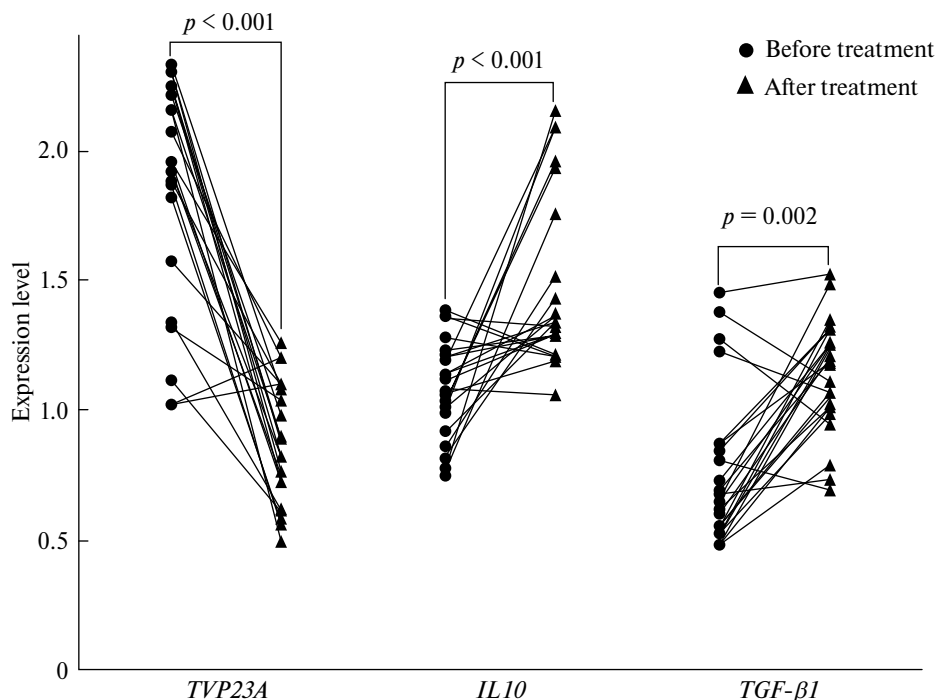 p < 0.001
p < 0.001
p = 0.002
Before treatment
After treatment
Expression level
2.0
1.5
1.0
0.5
0
TVP23A
IL10
TGF-β1